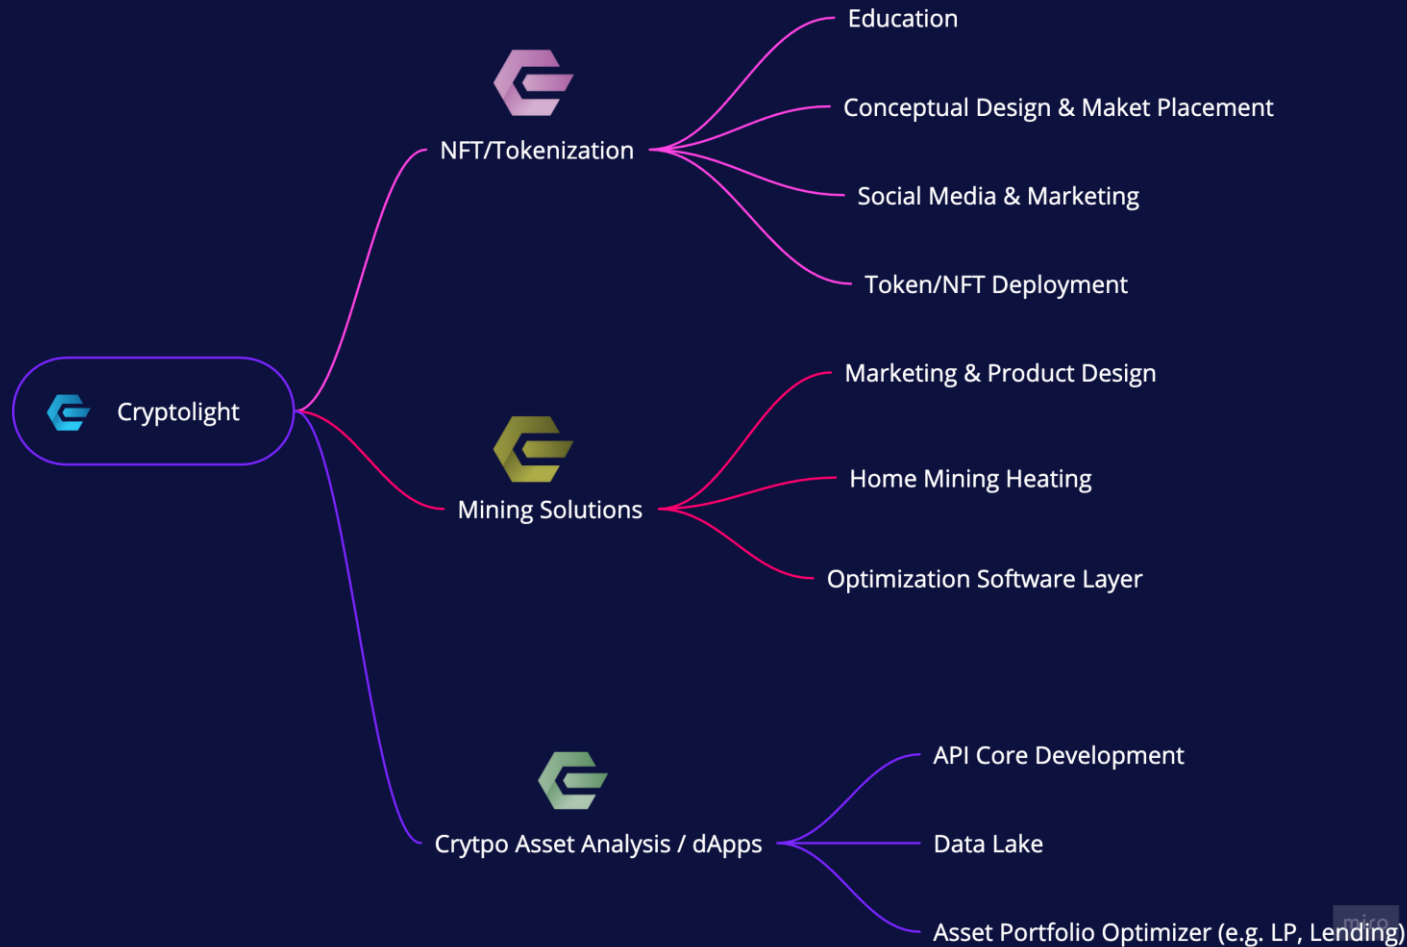 Education
Conceptual Design & Maket Placement
NFT/Tokenization
Social Media & Marketing
Token/NFT Deployment
Marketing & Product Design
Cryptolight
Home Mining Heating
Mining Solutions
Optimization Software Layer
API Core Development
Crytpo Asset Analysis / dApps
Data Lake
miro
Asset Portfolio Optimizer (e.g. LP, Lending)